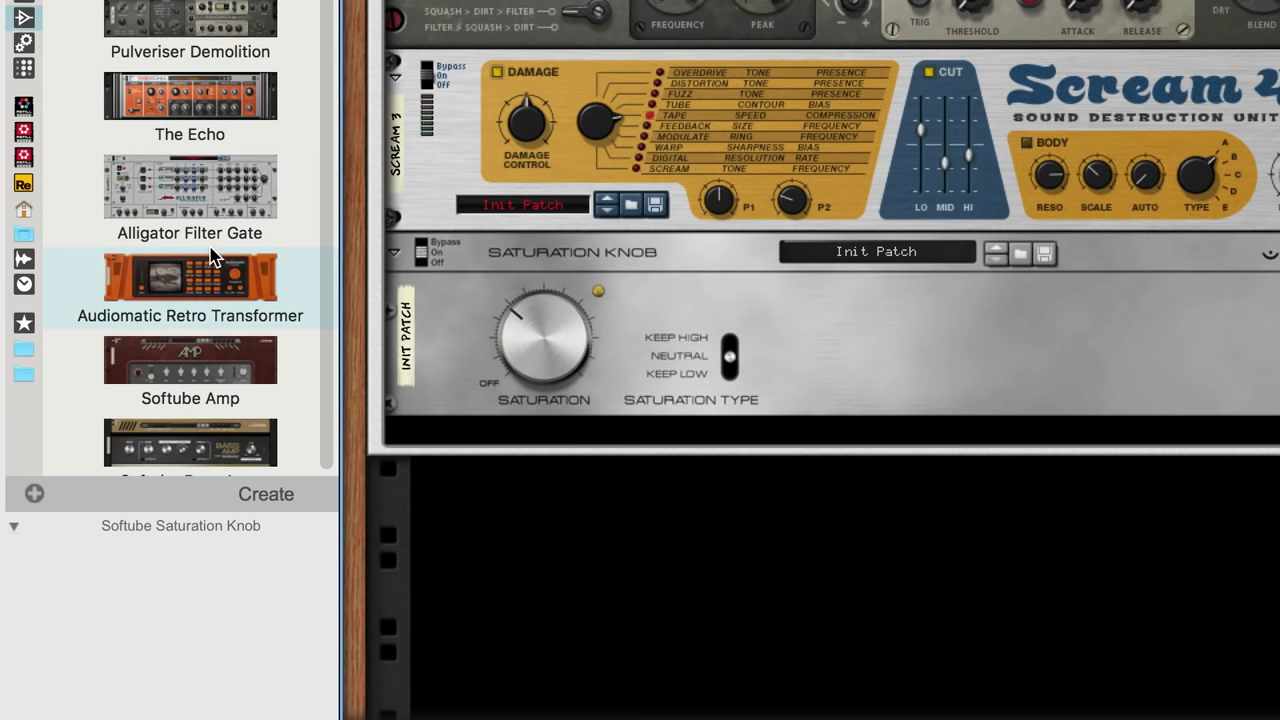 Pulveriser Demolition
The Echo
Alligator Filter Gate
Audiomatic Retro Transformer
AMP
Softube Amp
BASS AMP
Create
Softube Saturation Knob
Re
SQUASH > DIRT > FILTER
FILTER > SQUASH > DIRT
FREQUENCY
PEAK
TRIG
THRESHOLD
ATTACK
RELEASE
DRY
BLEND
Bypass
On
Off
SCREAM 3
DAMAGE
DAMAGE
CONTROL
OVERDRIVE TONE PRESENCE
DISTORTION TONE PRESENCE
FUZZ TONE PRESENCE
TUBE CONTOUR BIAS
TAPE SPEED COMPRESSION
FEEDBACK SIZE FREQUENCY
MODULATE RING FREQUENCY
WARP SHARPNESS BIAS
DIGITAL RESOLUTION RATE
SCREAM TONE FREQUENCY
Init Patch
P1
P2
CUT
LO MID HI
Scream 4
SOUND DESTRUCTION UNIT
BODY
A
B
C
D
E
RESO SCALE AUTO TYPE
Bypass
On
Off
SATURATION KNOB
Init Patch
INIT PATCH
OFF
SATURATION
KEEP HIGH
NEUTRAL
KEEP LOW
SATURATION TYPE